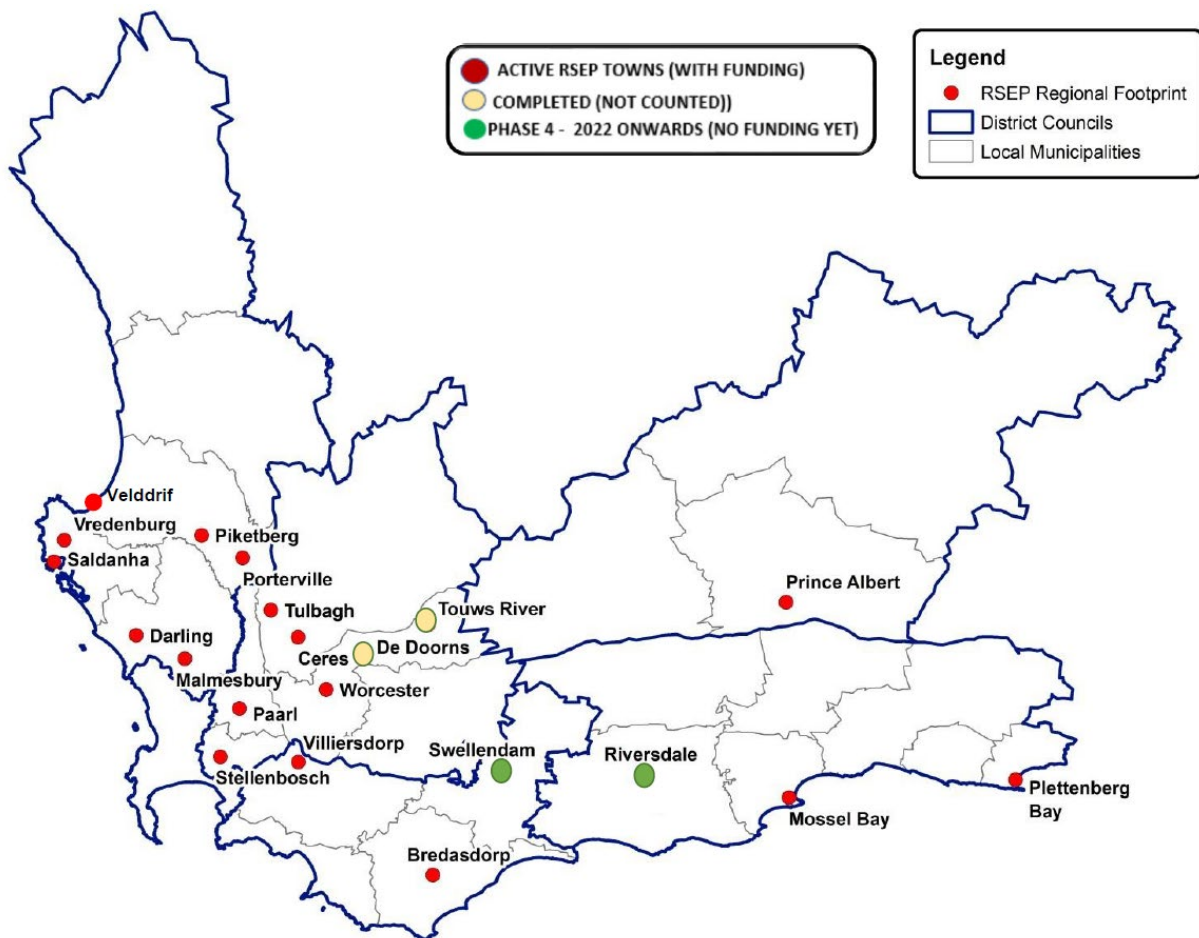 ACTIVE RSEP TOWNS (WITH FUNDING)
COMPLETED (NOT COUNTED))
PHASE 4 - 2022 ONWARDS (NO FUNDING YET)
Legend
RSEP Regional Footprint
District Councils
Local Municipalities
Velddrif
Vredenburg
Saldanha
Piketberg
Porterville
Tulbagh
Darling
Malmesbury
Ceres
De Doorns
Touws River
Worcester
Paarl
Villiersdorp
Stellenbosch
Swellendam
Riversdale
Prince Albert
Mossel Bay
Plettenberg
Bay
Bredasdorp